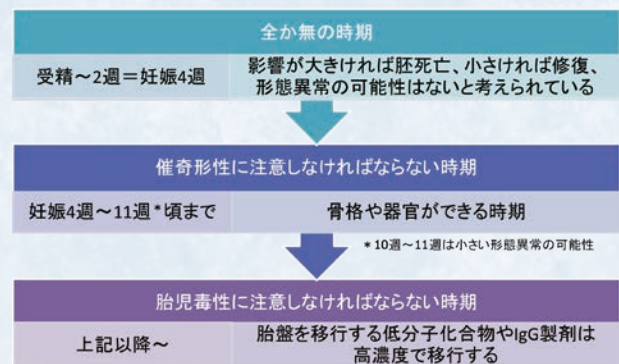 全か無の時期
受精～2週＝妊娠4週
影響が大きければ胚死亡、小さければ修復、
形態異常の可能性はないと考えられている
催奇形性に注意しなければならない時期
妊娠4週～11週*頃まで
骨格や器官ができる時期
*10週～11週は小さい形態異常の可能性
胎児毒性に注意しなければならない時期
上記以降～
胎盤を移行する低分子化合物やIgG製剤は
高濃度で移行する